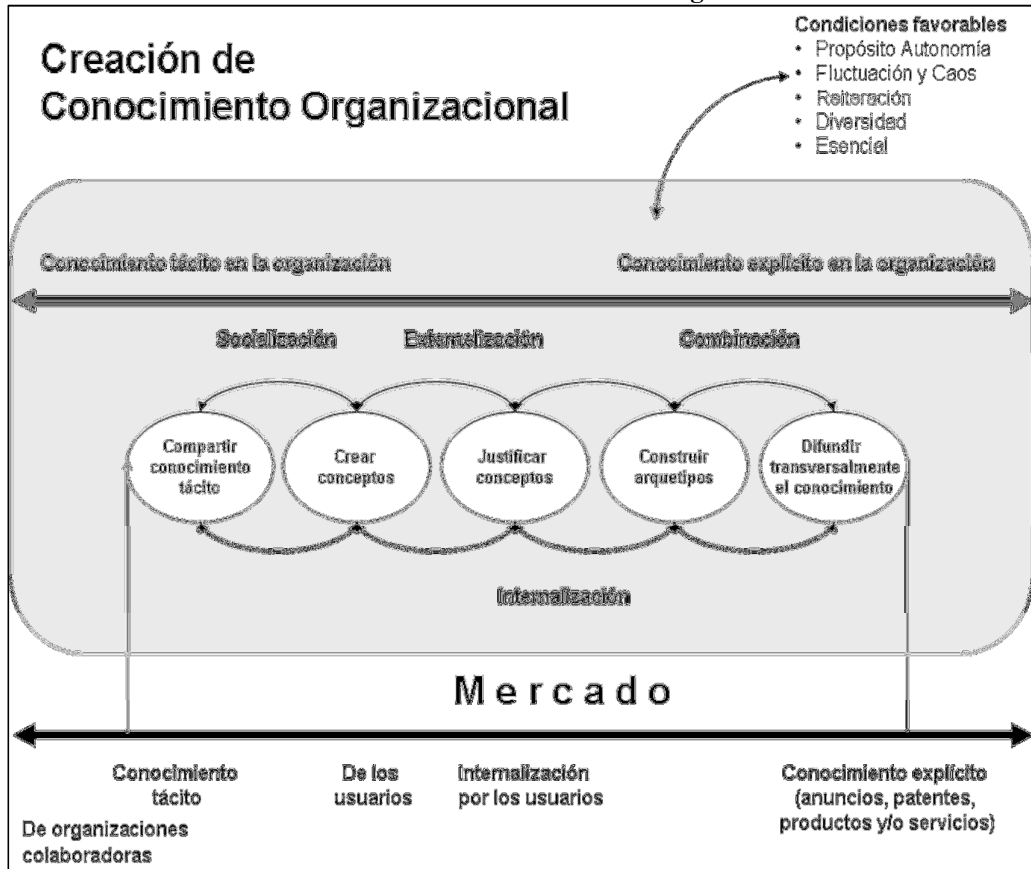 Condiciones favorables
• Propósito Autonomía
• Fluctuación y Caos
• Reiteración
• Diversidad
• Esencial
Creación de
Conocimiento Organizacional
Conocimiento tácito en la organización
Conocimiento explícito en la organización
Socialización
Externalización
Combinación
Compartir
conocimiento
tácito
Crear
conceptos
Justificar
conceptos
Construir
arquetipos
Difundir
transversalmente
el conocimiento
Internalización
Mercado
Conocimiento
tácito
De los
usuarios
Internalización
por los usuarios
Conocimiento explícito
(anuncios, patentes,
productos y/o servicios)
De organizaciones
colaboradoras